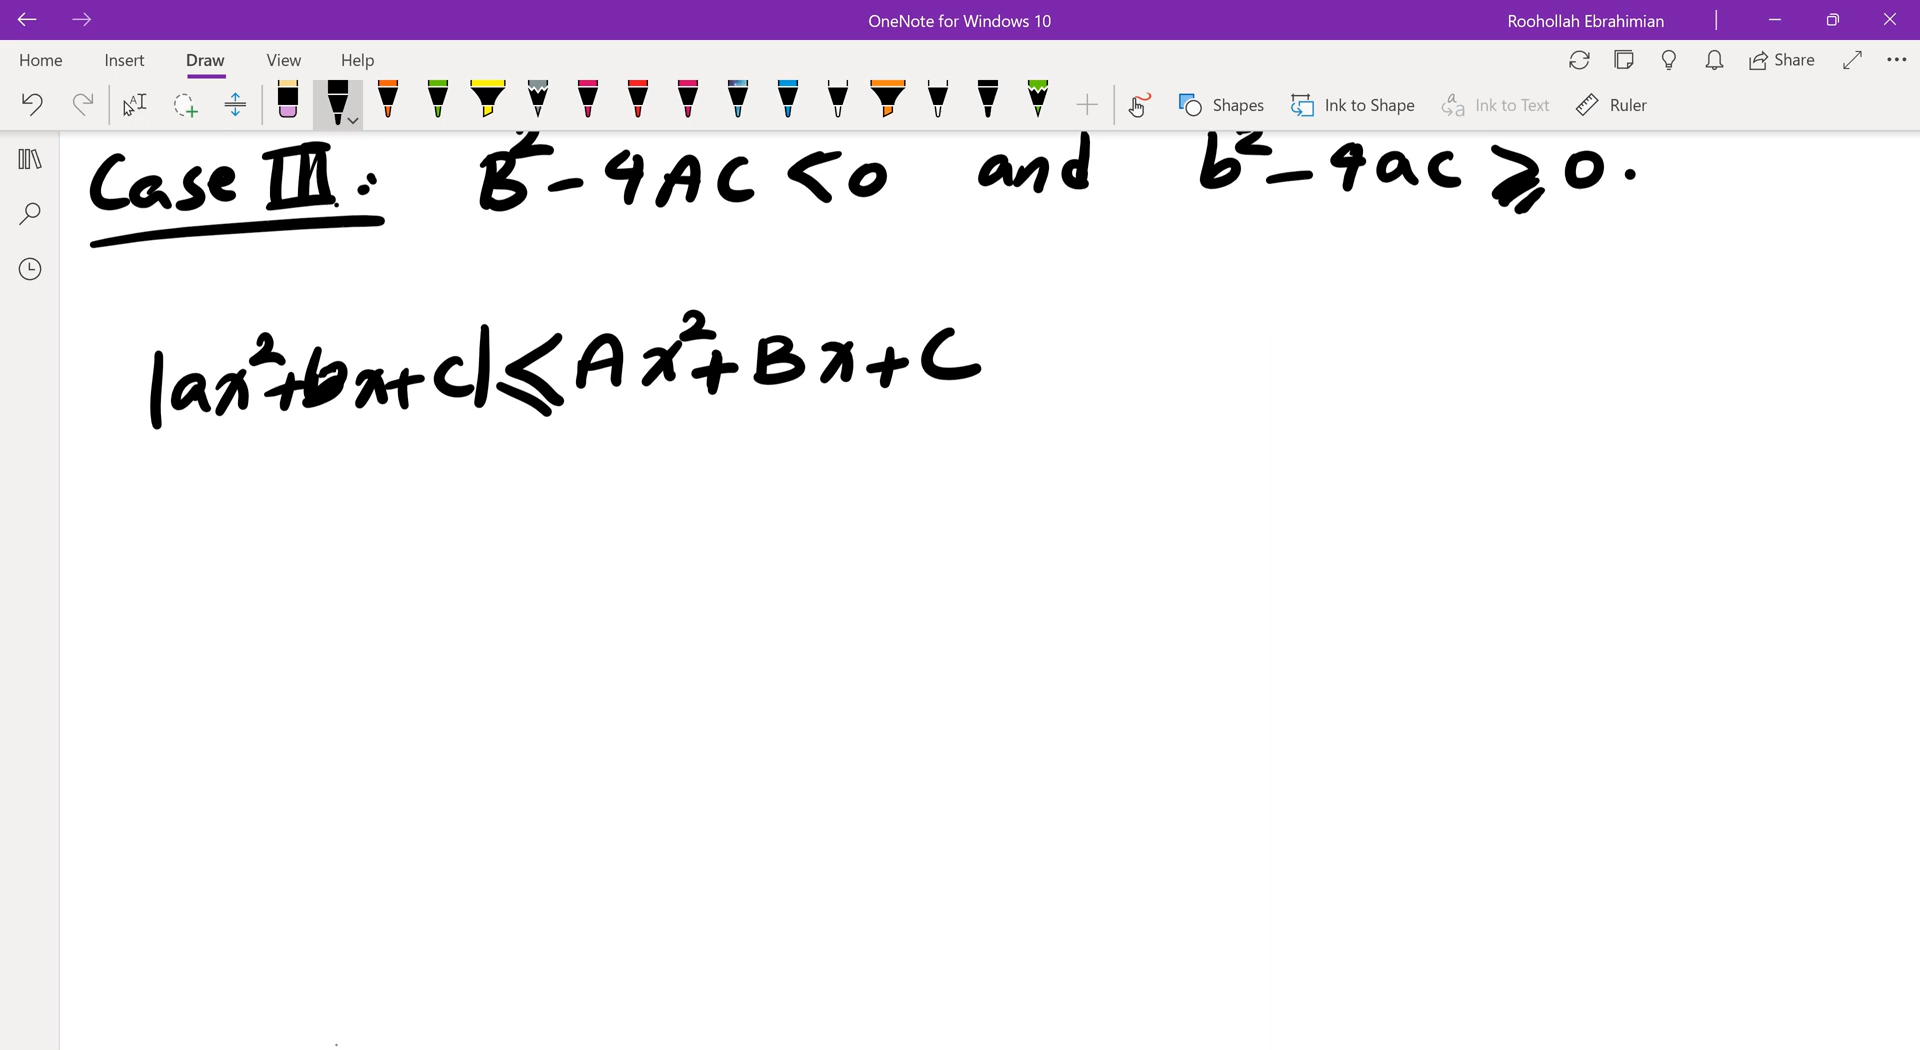 OneNote for Windows 10
Roohollah Ebrahimian
Home Insert Draw View Help
Share
Shapes Ink to Shape Ink to Text Ruler
Case III: B² - 4AC < 0 and b² - 4ac ⩾ 0.
|ax² + bx + c| ⩽ Ax² + Bx + C